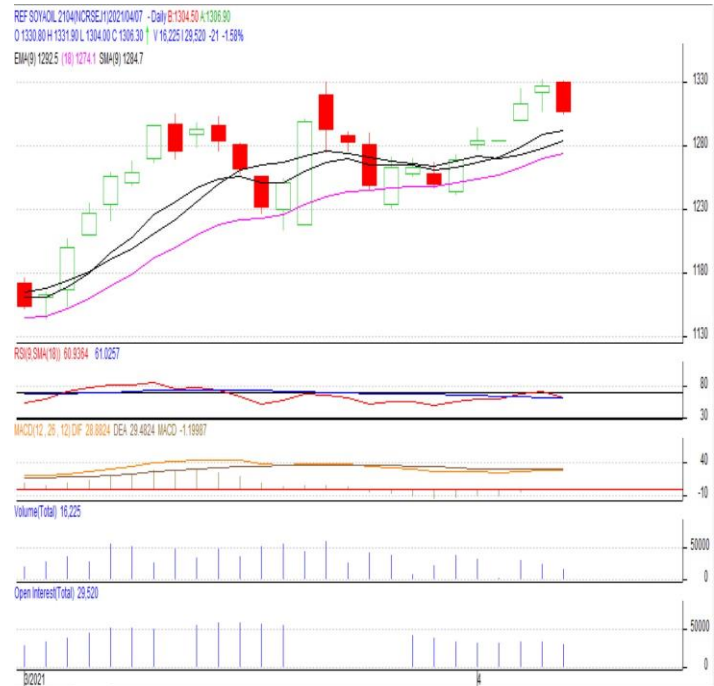 REF SOYAOIL 2104(NCRSEJ1)2021/04/07 - Daily B:1304.50 A:1306.90
O 1330.80 H 1331.90 L 1304.00 C 1306.30 V 16,225 I 29,520 -21 -1.58%
EMA(9) 1292.5 (18) 1274.1 SMA(9) 1284.7
1330
1280
1230
1180
1130
RSI(9,SMA(18)) 60.9364 61.0257
80
30
MACD(12 , 26 , 12) DIF 28.8824 DEA 29.4824 MACD -1.19987
40
-10
Volume(Total) 16,225
50000
0
Open Interest(Total) 29,520
50000
0
3/2021 4